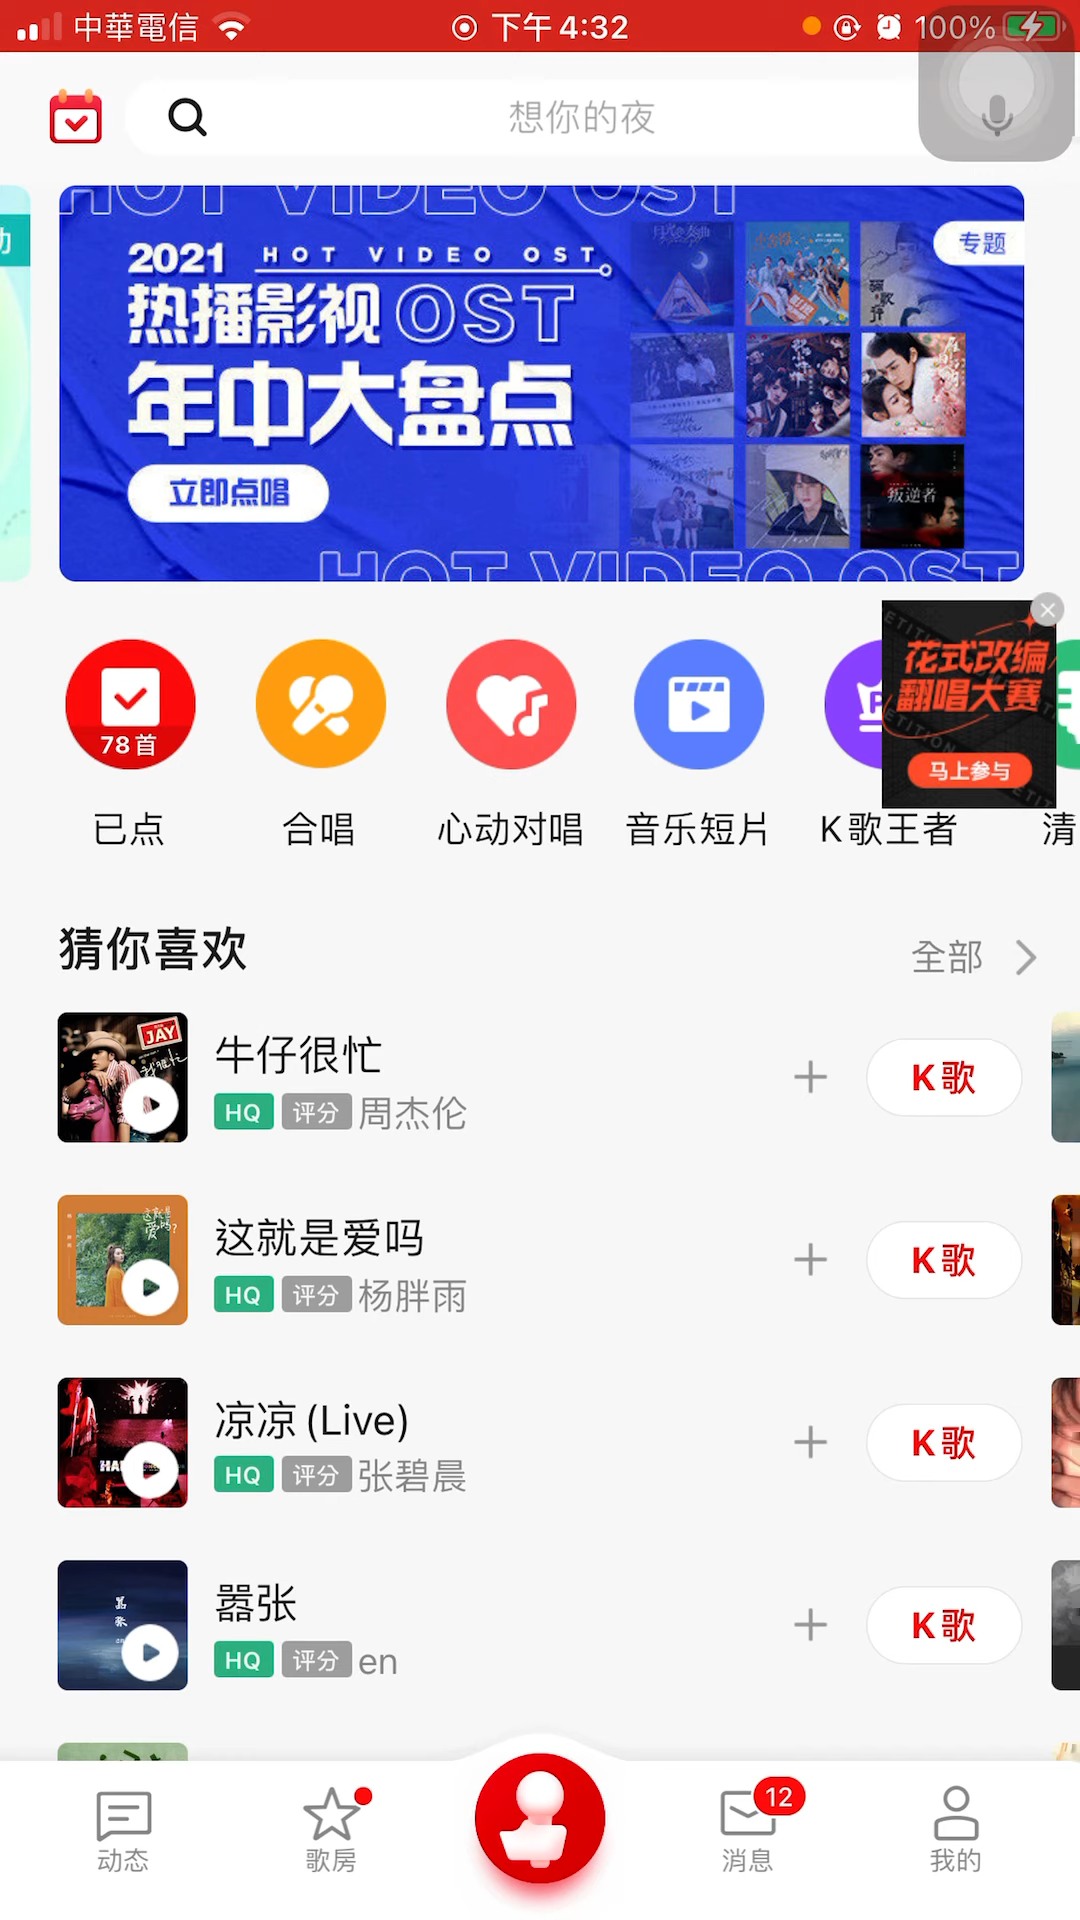 中華電信
下午4:32
100%
想你的夜
HOT VIDEO OST
专题
2021 HOT VIDEO OST
热播影视OST
年中大盘点
立即点唱
叛逆者
HOT VIDEO OST
花式改编
翻唱大赛
马上参与
78首
已点
合唱
心动对唱
音乐短片
K歌王者
清
猜你喜欢
全部
JAY
牛仔很忙
HQ 评分 周杰伦
K歌
这就是爱吗
HQ 评分 杨胖雨
K歌
凉凉 (Live)
HQ 评分 张碧晨
K歌
嚣张
HQ 评分 en
K歌
动态
歌房
12
消息
我的